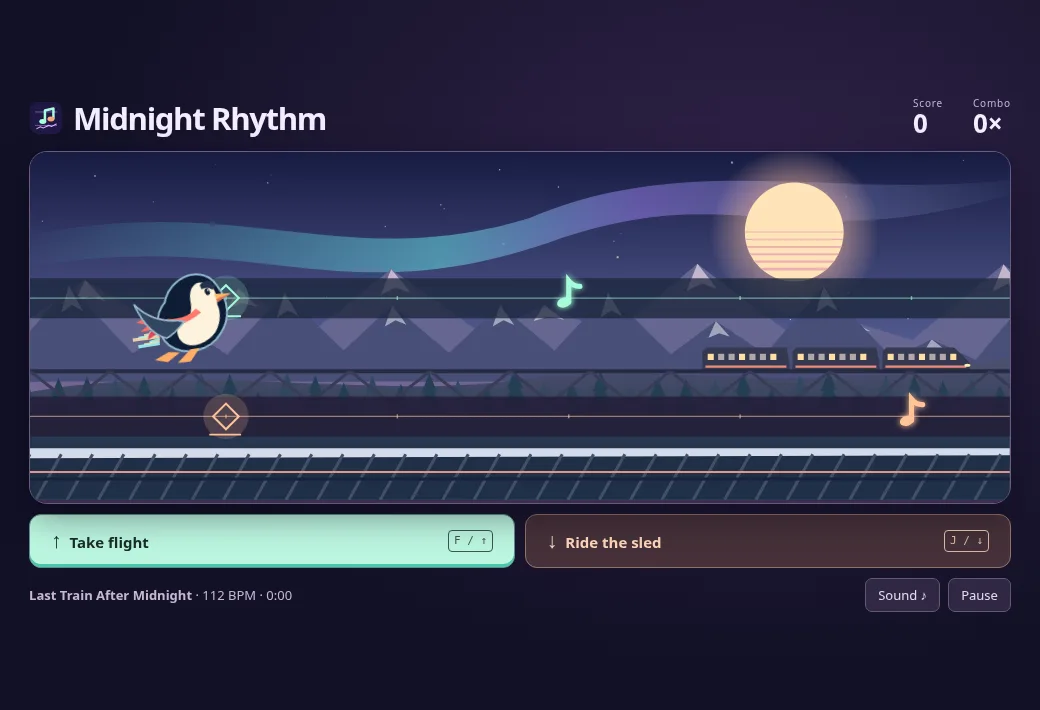 Midnight Rhythm
Score
0
Combo
0×
↑ Take flight
F / ↑
↓ Ride the sled
J / ↓
Last Train After Midnight · 112 BPM · 0:00
Sound ♪
Pause